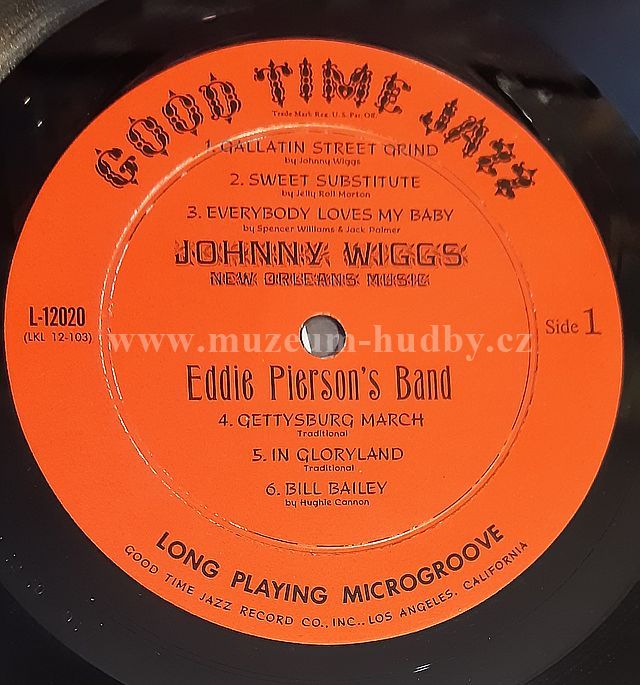 GOOD TIME JAZZ
Trade Mark Reg. U.S. Pat. Off.
1. GALLATIN STREET GRIND
by Johnny Wiggs
2. SWEET SUBSTITUTE
by Jelly Roll Morton
3. EVERYBODY LOVES MY BABY
by Spencer Williams & Jack Palmer
JOHNNY WIGGS
NEW ORLEANS MUSIC
L-12020
(LKL 12-103)
Side 1
www.muzeum-hudby.cz
Eddie Pierson's Band
4. GETTYSBURG MARCH
Traditional
5. IN GLORYLAND
Traditional
6. BILL BAILEY
by Hughie Cannon
LONG PLAYING MICROGROOVE
GOOD TIME JAZZ RECORD CO., INC., LOS ANGELES, CALIFORNIA